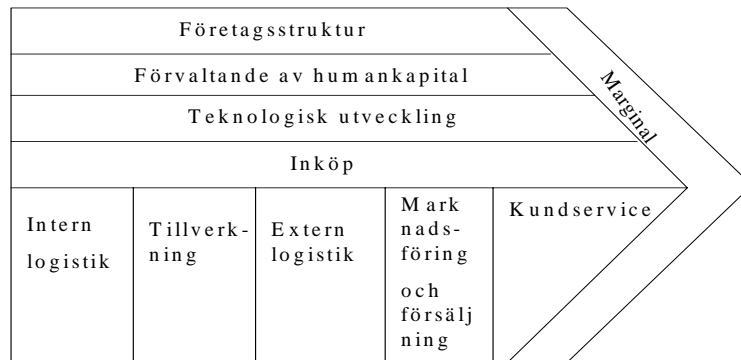 Företagsstruktur
Förvaltande av humankapital
Teknologisk utveckling
Inköp
Marginal
Intern
logistik
Tillverk-
ning
Extern
logistik
Mark
nads-
föring
och
försälj
ning
Kundservice